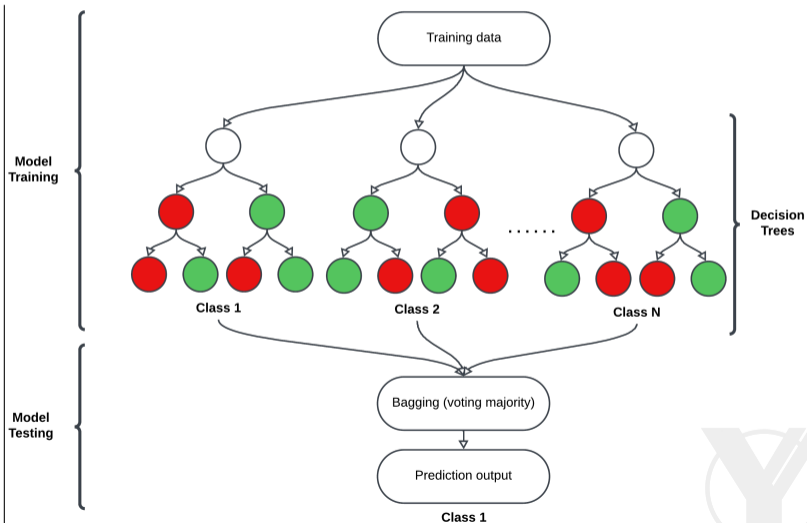 Training data
Model
Training
Decision
Trees
......
Class 1
Class 2
Class N
Model
Testing
Bagging (voting majority)
Prediction output
Class 1